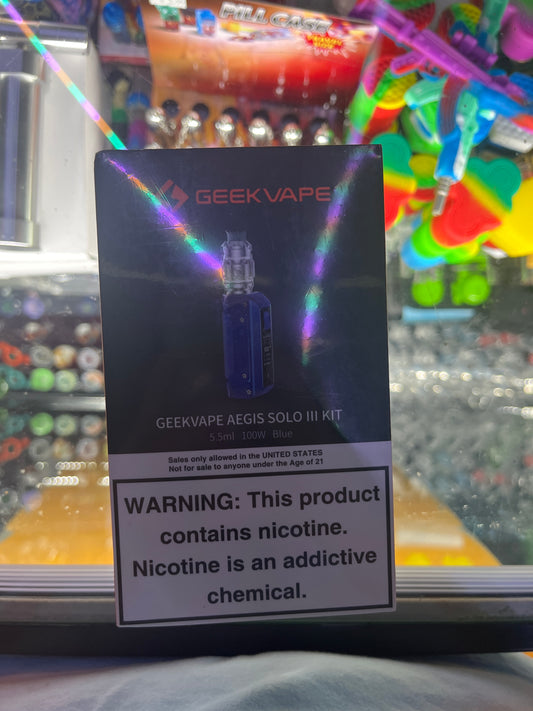 PILL CASE
GEEKVAPE
GEEKVAPE AEGIS SOLO III KIT
5.5ml 100W Blue
Sales only allowed in the UNITED STATES
Not for sale to anyone under the Age of 21
WARNING: This product
contains nicotine.
Nicotine is an addictive
chemical.